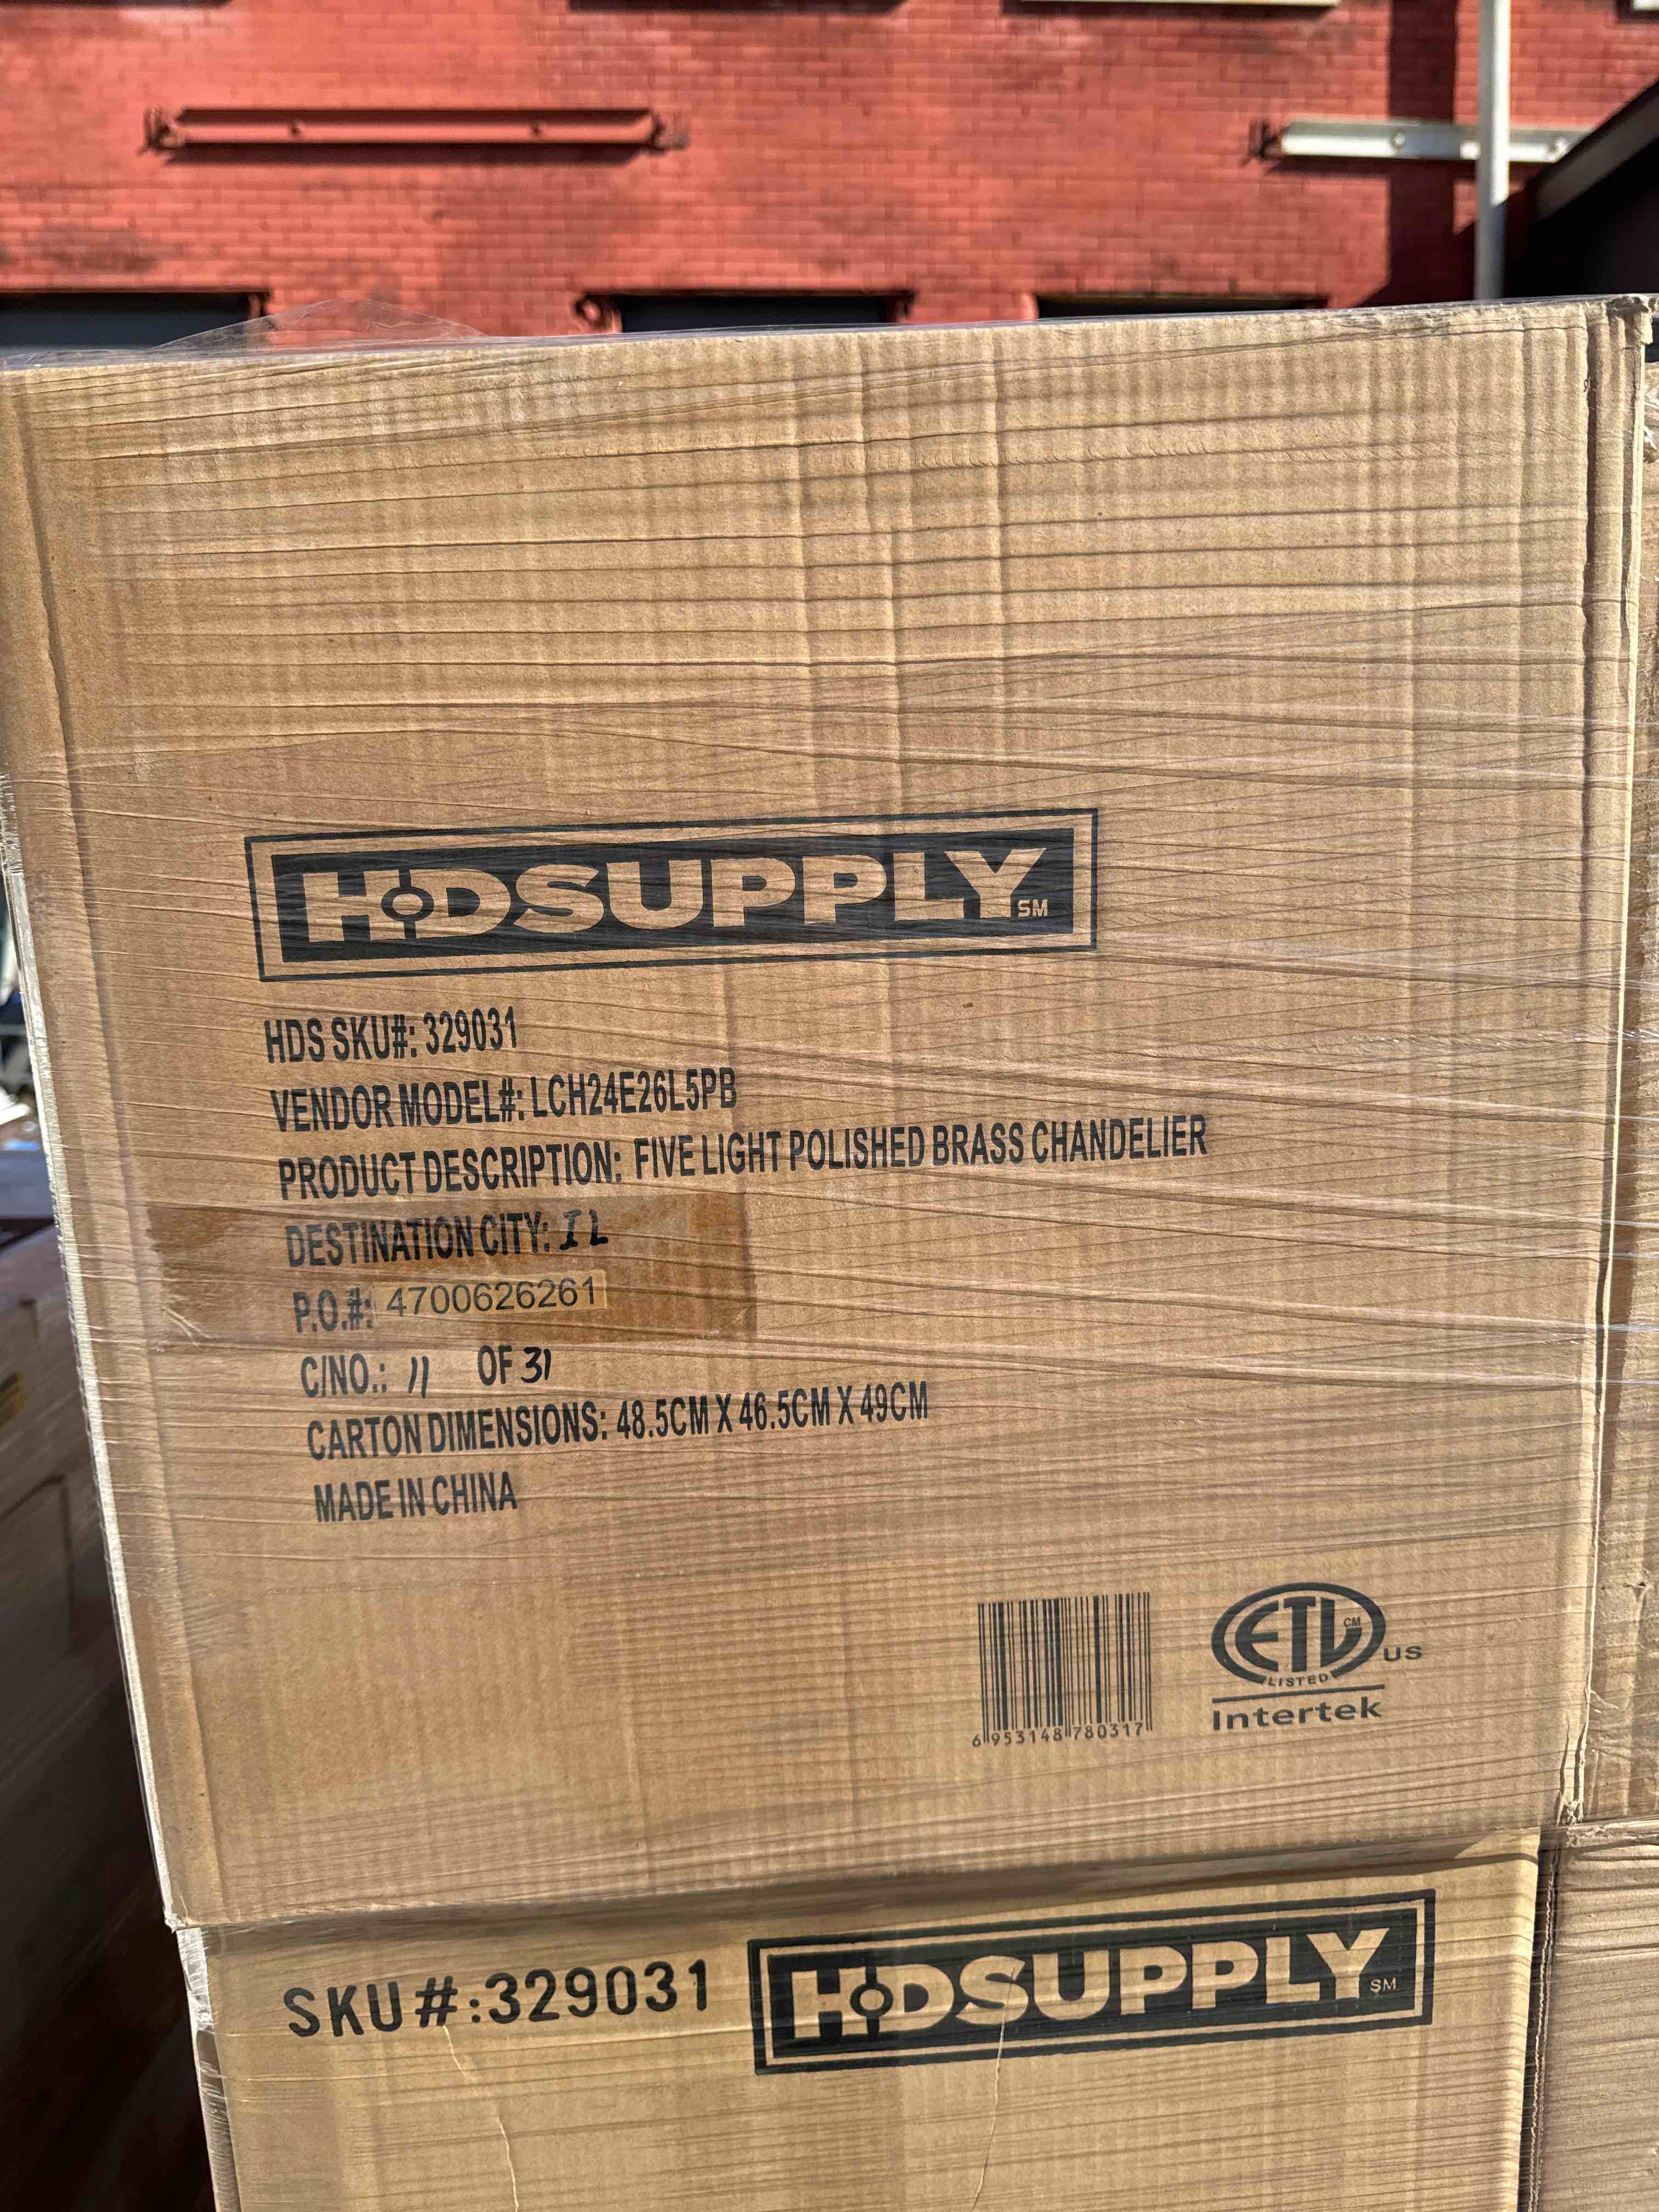 HDSUPPLY SM
HDS SKU#: 329031
VENDOR MODEL#: LCH24E26L5PB
PRODUCT DESCRIPTION: FIVE LIGHT POLISHED BRASS CHANDELIER
DESTINATION CITY: IL
P.O.#: 4700626261
C/NO.: 11 OF 31
CARTON DIMENSIONS: 48.5CM X 46.5CM X 49CM
MADE IN CHINA
6 953148 780317
ETL CM
LISTED
US
Intertek
SKU#:329031 HDSUPPLY SM